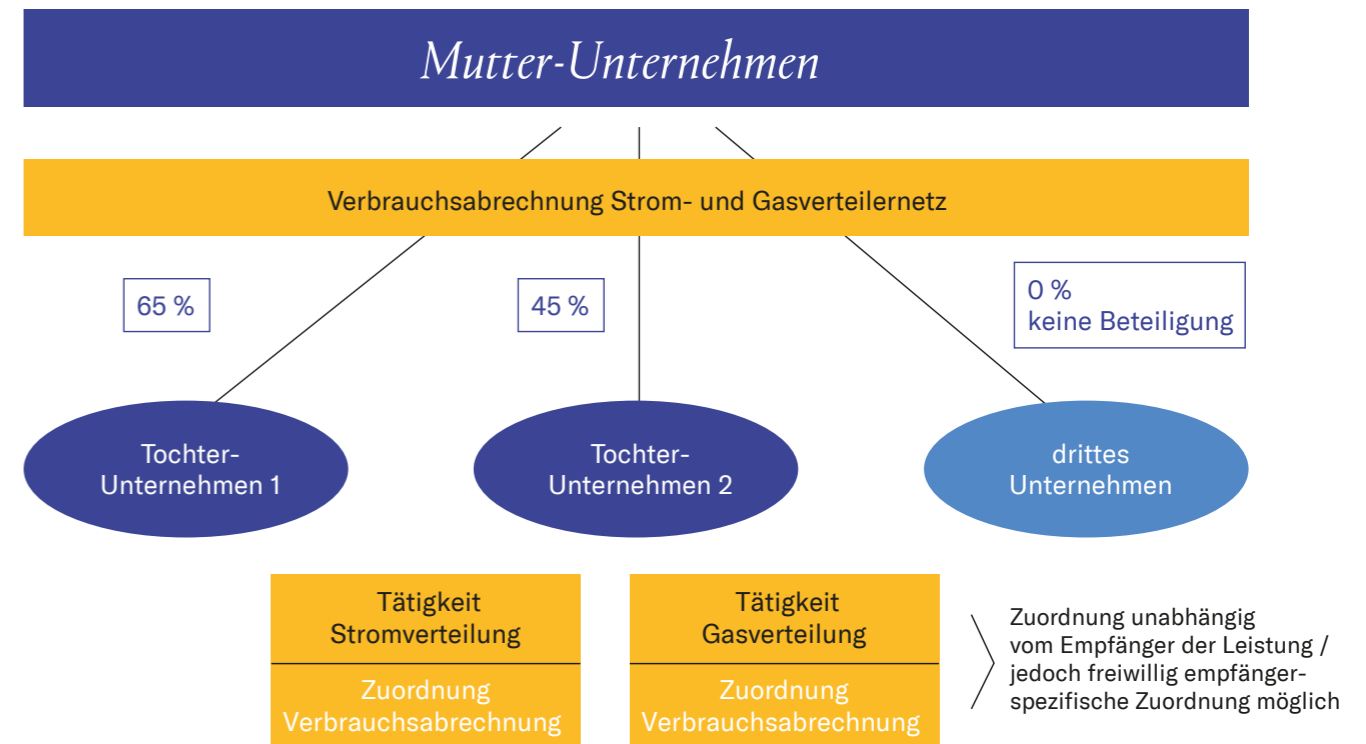 Mutter-Unternehmen
Verbrauchsabrechnung Strom- und Gasverteilernetz
65 %
45 %
0 %
keine Beteiligung
Tochter-
Unternehmen 1
Tochter-
Unternehmen 2
drittes
Unternehmen
Tätigkeit
Stromverteilung
Zuordnung
Verbrauchsabrechnung
Tätigkeit
Gasverteilung
Zuordnung
Verbrauchsabrechnung
Zuordnung unabhängig
vom Empfänger der Leistung /
jedoch freiwillig empfänger-
spezifische Zuordnung möglich